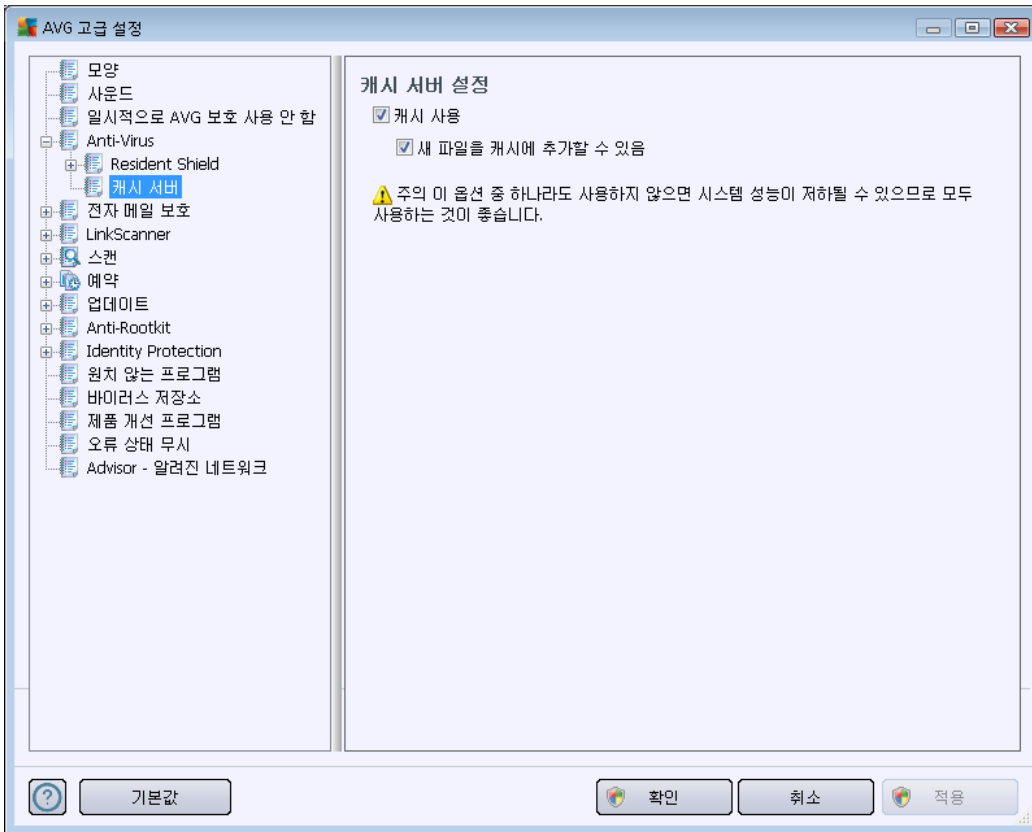 AVG 고급 설정
모양
사운드
일시적으로 AVG 보호 사용 안 함
Anti-Virus
Resident Shield
캐시 서버
전자 메일 보호
LinkScanner
스캔
예약
업데이트
Anti-Rootkit
Identity Protection
원치 않는 프로그램
바이러스 저장소
제품 개선 프로그램
오류 상태 무시
Advisor - 알려진 네트워크
캐시 서버 설정
캐시 사용
새 파일을 캐시에 추가할 수 있음
주의 이 옵션 중 하나라도 사용하지 않으면 시스템 성능이 저하될 수 있으므로 모두
사용하는 것이 좋습니다.
기본값
확인
취소
적용